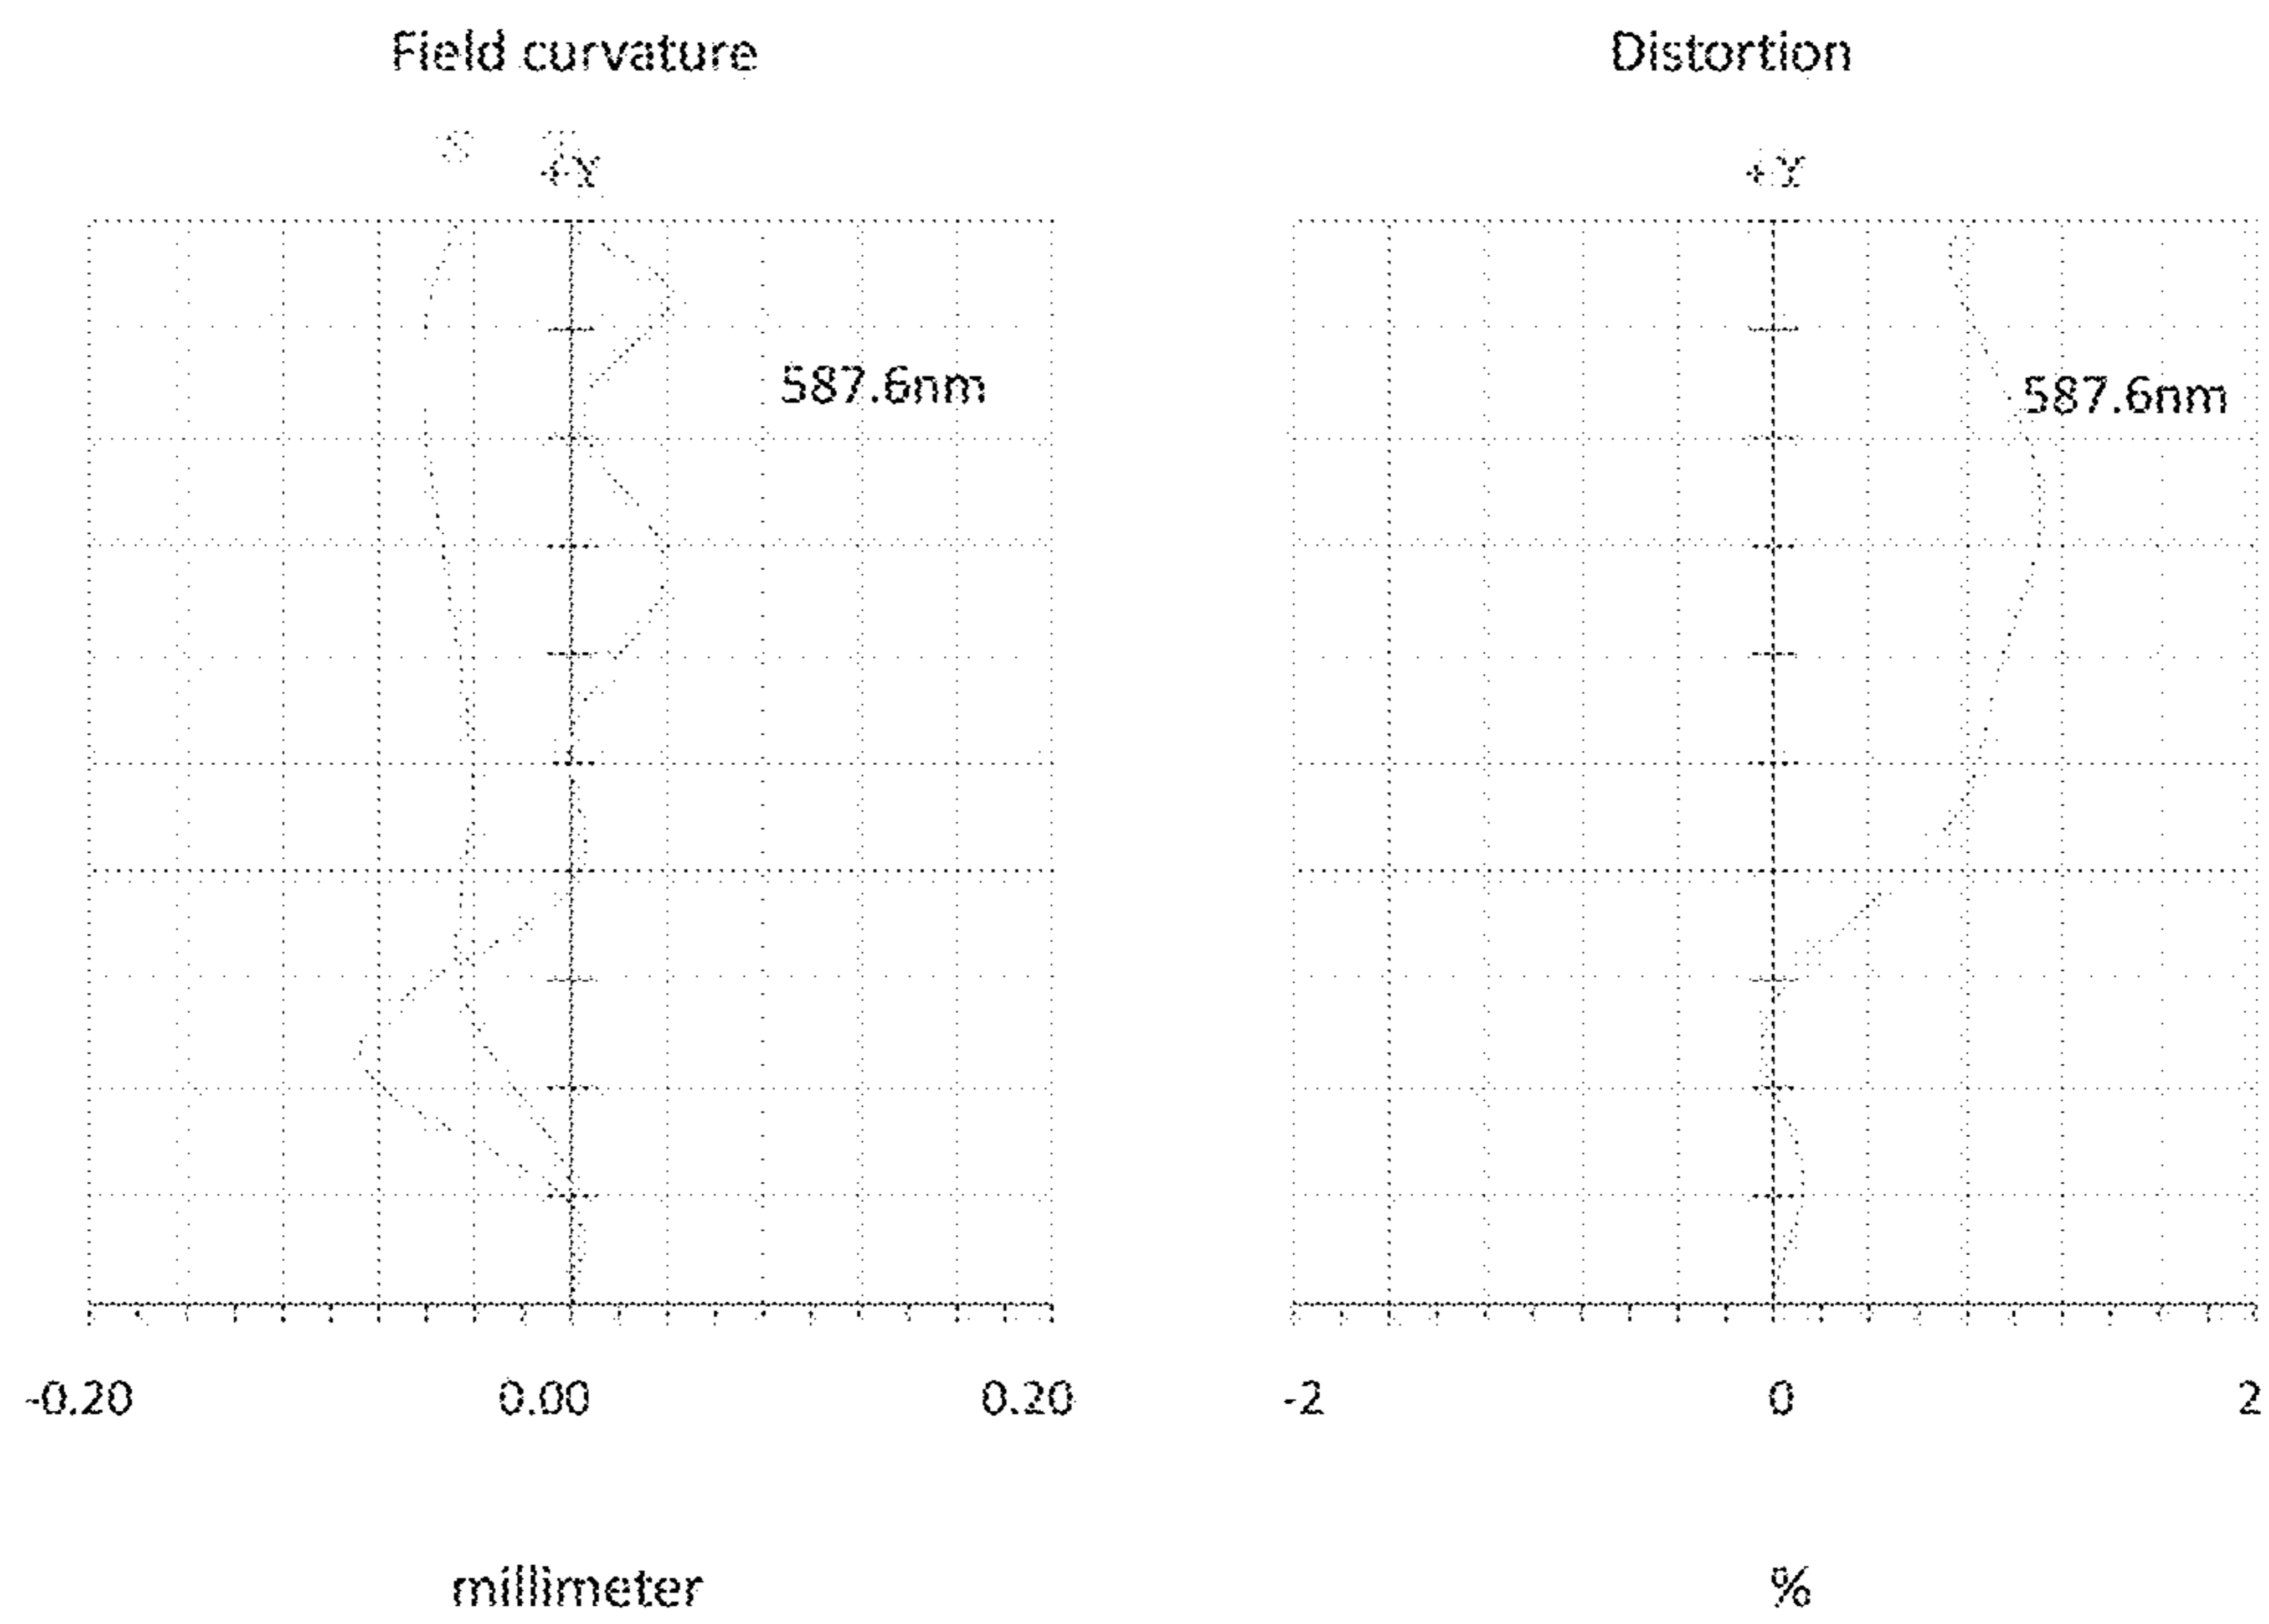 Field curvature
Distortion
S
+Y
+Y
587.6nm
587.6nm
-0.20
0.00
0.20
-2
0
2
millimeter
%